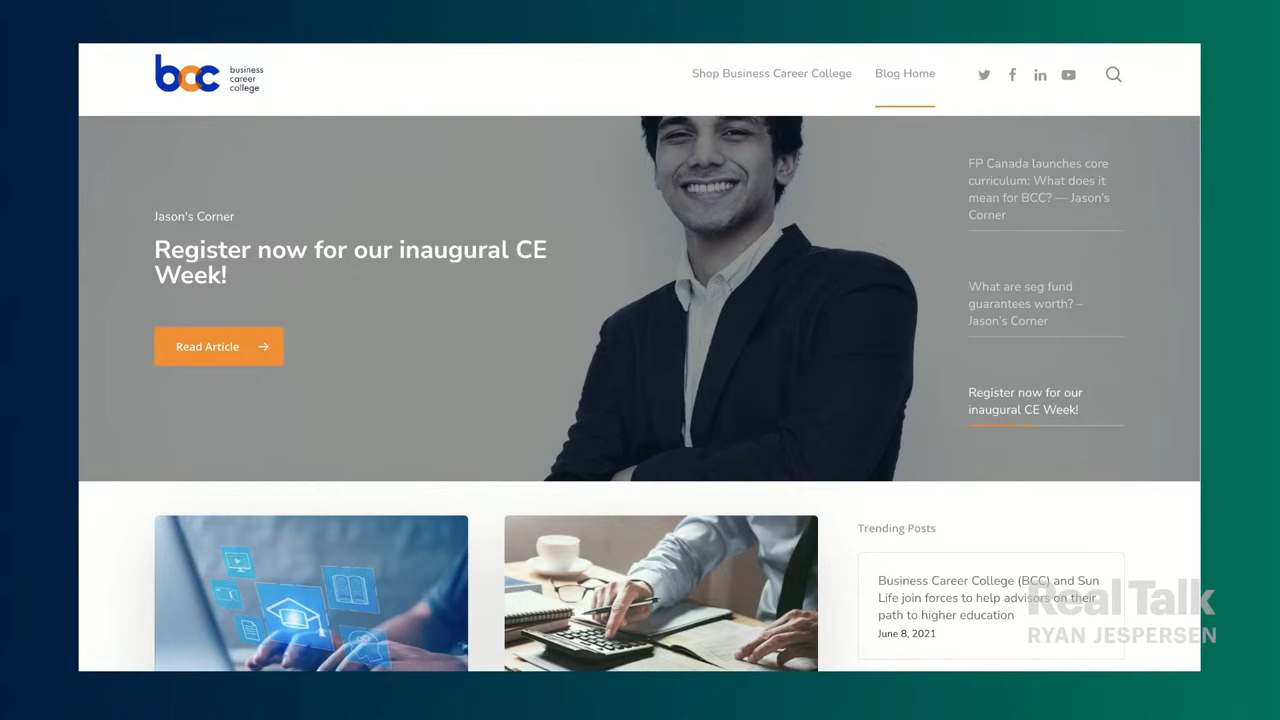 bcc
business
career
college
Shop Business Career College
Blog Home
Jason's Corner
Register now for our inaugural CE
Week!
Read Article
FP Canada launches core
curriculum: What does it
mean for BCC? — Jason's
Corner
What are seg fund
guarantees worth? –
Jason's Corner
Register now for our
inaugural CE Week!
Trending Posts
Business Career College (BCC) and Sun
Life join forces to help advisors on their
path to higher education
June 8, 2021
Real Talk
RYAN JESPERSEN